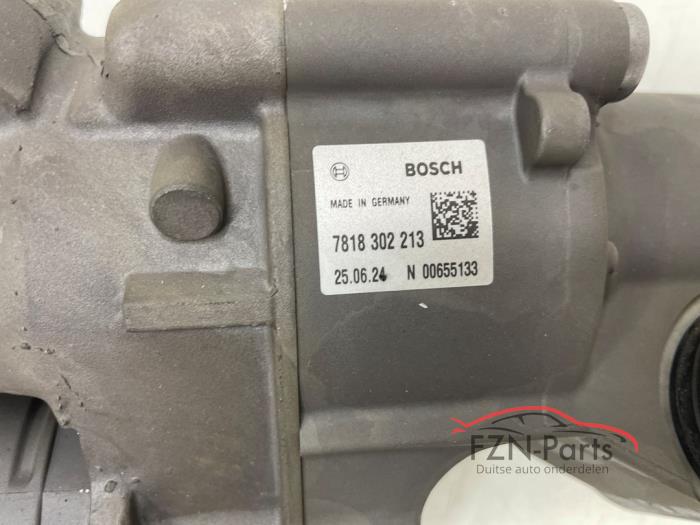 BOSCH
MADE IN GERMANY
7818 302 213
25.06.24 N 00655133
FZN-Parts
Duitse auto onderdelen